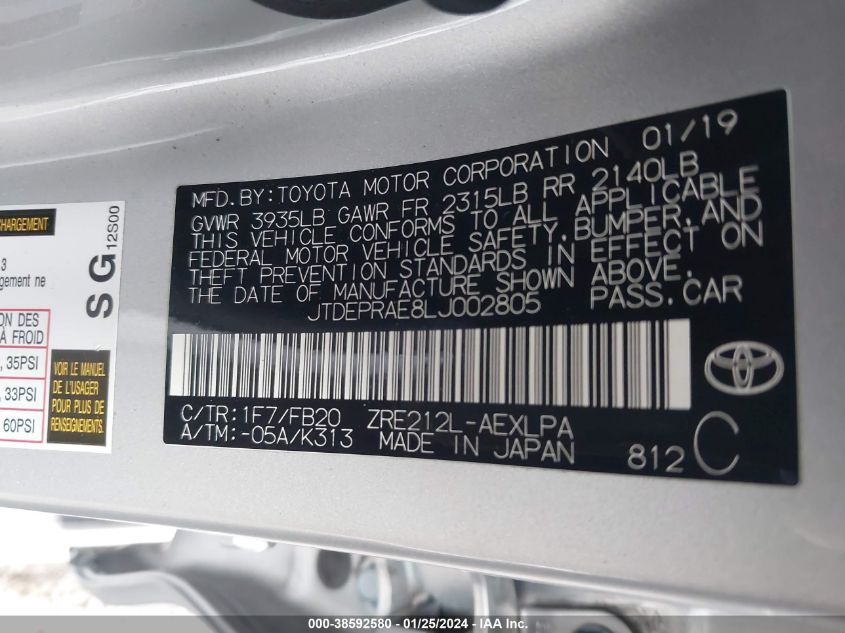 CHARGEMENT
3
gement ne
ON DES
À FROID
, 35PSI
, 33PSI
60PSI
VOIR LE MANUEL
DE L'USAGER
POUR PLUS DE
RENSEIGNEMENTS.
SG 12S00
MFD.BY:TOYOTA MOTOR CORPORATION 01/19
GVWR 3935LB GAWR FR 2315LB RR 2140LB
THIS VEHICLE CONFORMS TO ALL APPLICABLE
FEDERAL MOTOR VEHICLE SAFETY,BUMPER,AND
THEFT PREVENTION STANDARDS IN EFFECT ON
THE DATE OF MANUFACTURE SHOWN ABOVE.
JTDEPRAE8LJ002805 PASS.CAR
C/TR:1F7/FB20 ZRE212L-AEXLPA
A/TM:-05A/K313 MADE IN JAPAN
812 C
000-38592580 - 01/25/2024 - IAA Inc.